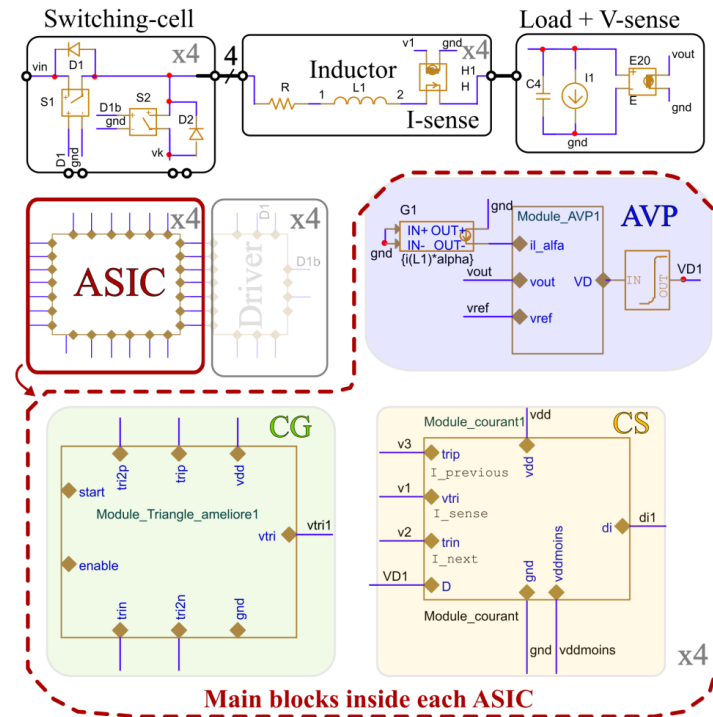 Switching-cell
x4
vin
D1
S1
D1b
gnd
S2
D2
vk
D1
gnd
4
Inductor
R
1
L1
2
v1
gnd
x4
H1
H
I-sense
Load + V-sense
C4
I1
E20
E
vout
gnd
gnd
ASIC
x4
Driver
x4
D1
D1b
AVP
G1
IN+ OUT+
IN- OUT-
gnd
gnd
{i(L1)*alpha}
Module_AVP1
il_alfa
vout
vout
VD
vref
vref
IN
OUT
VD1
CG
tri2p
trip
vdd
start
Module_Triangle_ameliore1
vtri
vtri1
enable
trin
tri2n
gnd
CS
Module_courant1
vdd
vdd
v3
trip
I_previous
v1
vtri
I_sense
v2
trin
I_next
di
di1
VD1
D
gnd
vddmoins
Module_courant
gnd
vddmoins
x4
Main blocks inside each ASIC